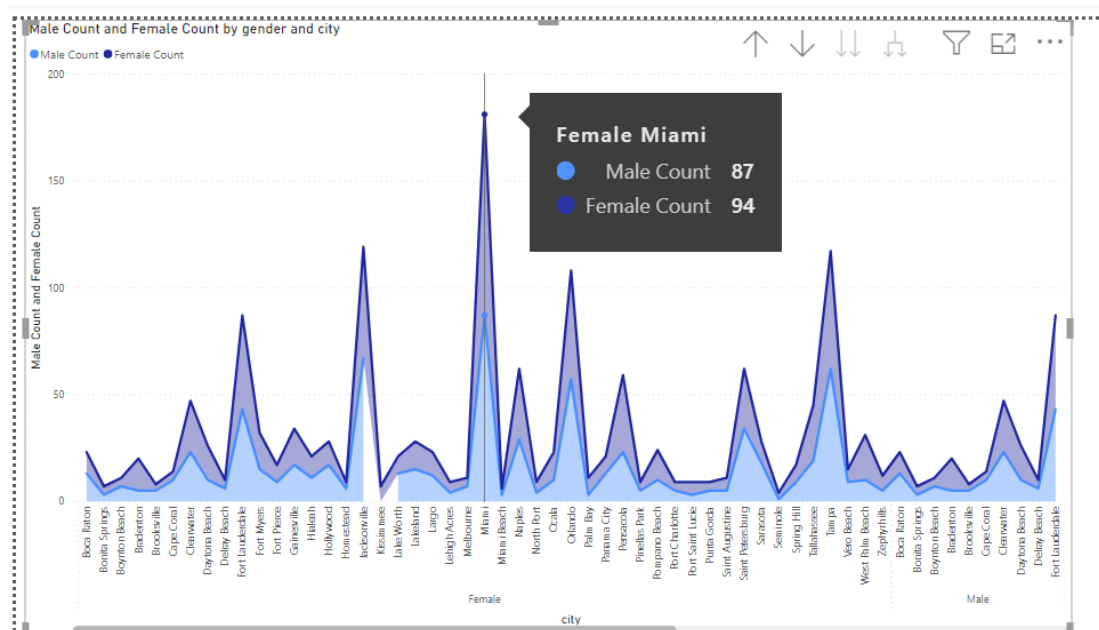 Male Count and Female Count by gender and city
Male Count Female Count
200
150
100
50
0
Male Count and Female Count
Female Miami
Male Count 87
Female Count 94
Boca Raton
Bonita Springs
Boynton Beach
Bradenton
Brooksville
Cape Coral
Clearwater
Daytona Beach
Delray Beach
Fort Lauderdale
Fort Myers
Fort Pierce
Gainesville
Hialeah
Hollywood
Homestead
Jacksonville
Kissimmee
Lake Worth
Lakeland
Largo
Lehigh Acres
Melbourne
Miami
Miami Beach
Naples
North Port
Ocala
Orlando
Palm Bay
Panama City
Pensacola
Pinellas Park
Pompano Beach
Port Charlotte
Port Saint Lucie
Punta Gorda
Saint Augustine
Saint Petersburg
Sarasota
Seminole
Spring Hill
Tallahassee
Tampa
Vero Beach
West Palm Beach
Zephyrhills
Boca Raton
Bonita Springs
Boynton Beach
Bradenton
Brooksville
Cape Coral
Clearwater
Daytona Beach
Delray Beach
Fort Lauderdale
Female
Male
city